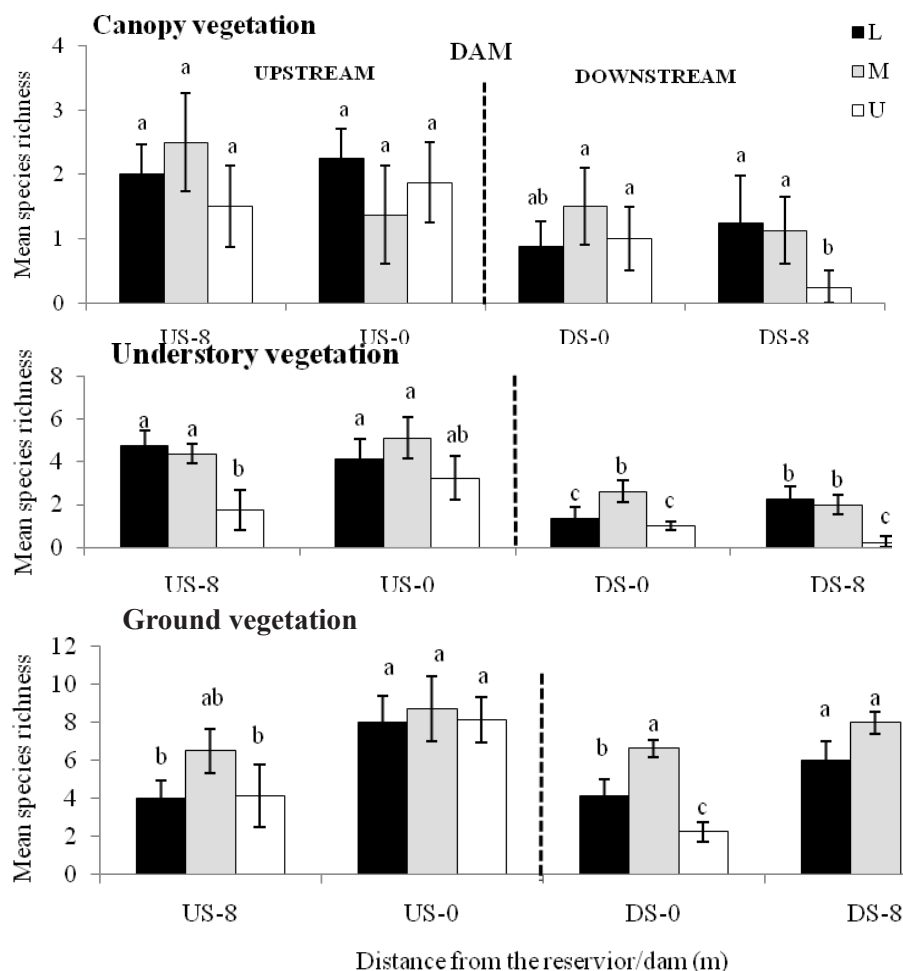 Canopy vegetation
4
3
2
1
0
Mean species richness
UPSTREAM
DAM
DOWNSTREAM
L
M
U
a
a
a
a
a
a
ab
a
a
a
a
b
US-8
US-0
DS-0
DS-8
Understory vegetation
8
6
4
2
0
Mean species richness
a
a
b
a
a
ab
c
b
c
b
b
c
US-8
US-0
DS-0
DS-8
Ground vegetation
12
10
8
6
4
2
0
Mean species richness
b
ab
b
a
a
a
b
a
c
a
a
US-8
US-0
DS-0
DS-8
Distance from the reservior/dam (m)